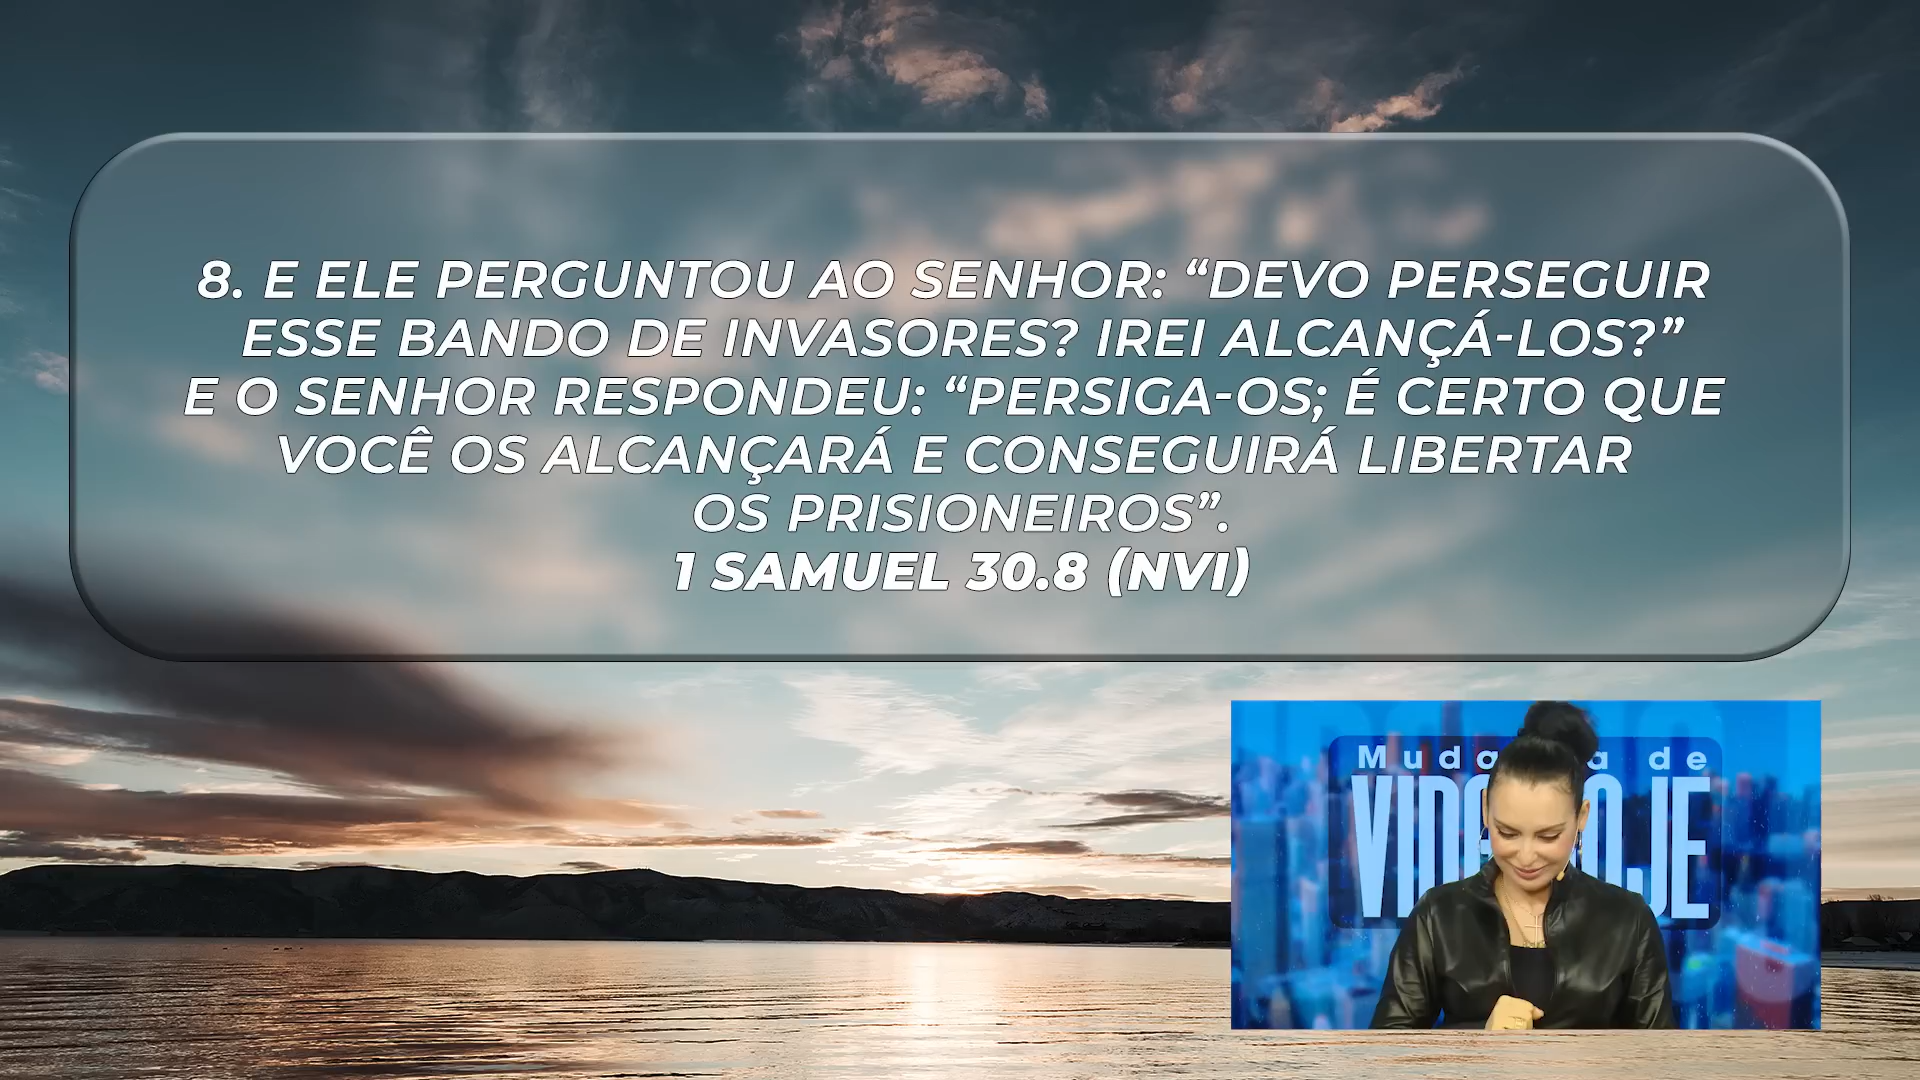 8. E ELE PERGUNTOU AO SENHOR: “DEVO PERSEGUIR
ESSE BANDO DE INVASORES? IREI ALCANÇÁ-LOS?”
E O SENHOR RESPONDEU: “PERSIGA-OS; É CERTO QUE
VOCÊ OS ALCANÇARÁ E CONSEGUIRÁ LIBERTAR
OS PRISIONEIROS”.
1 SAMUEL 30.8 (NVI)
de